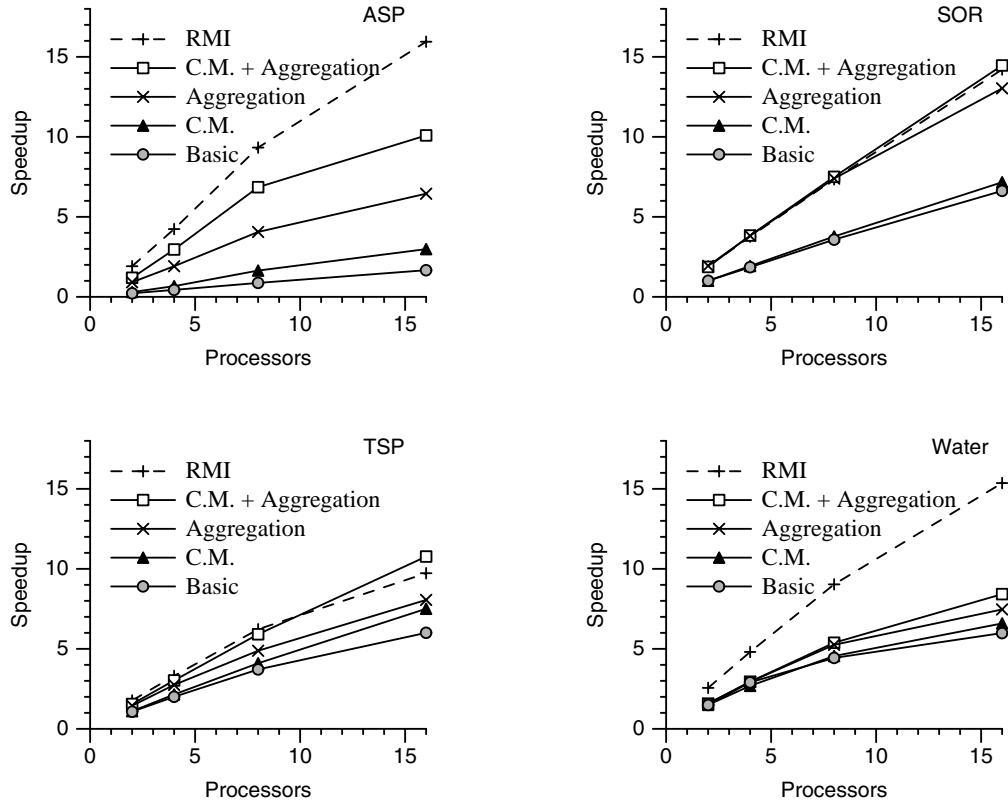 ASP
RMI
C.M. + Aggregation
Aggregation
C.M.
Basic
15
10
5
0
Speedup
0 5 10 15
Processors
SOR
RMI
C.M. + Aggregation
Aggregation
C.M.
Basic
15
10
5
0
Speedup
0 5 10 15
Processors
TSP
RMI
C.M. + Aggregation
Aggregation
C.M.
Basic
15
10
5
0
Speedup
0 5 10 15
Processors
Water
RMI
C.M. + Aggregation
Aggregation
C.M.
Basic
15
10
5
0
Speedup
0 5 10 15
Processors